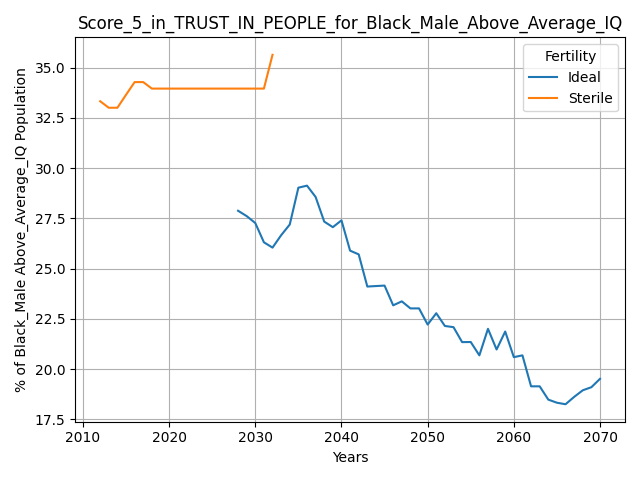 Score_5_in_TRUST_IN_PEOPLE_for_Black_Male_Above_Average_IQ
Fertility
Ideal
Sterile
% of Black_Male Above_Average_IQ Population
35.0
32.5
30.0
27.5
25.0
22.5
20.0
17.5
2010 2020 2030 2040 2050 2060 2070
Years